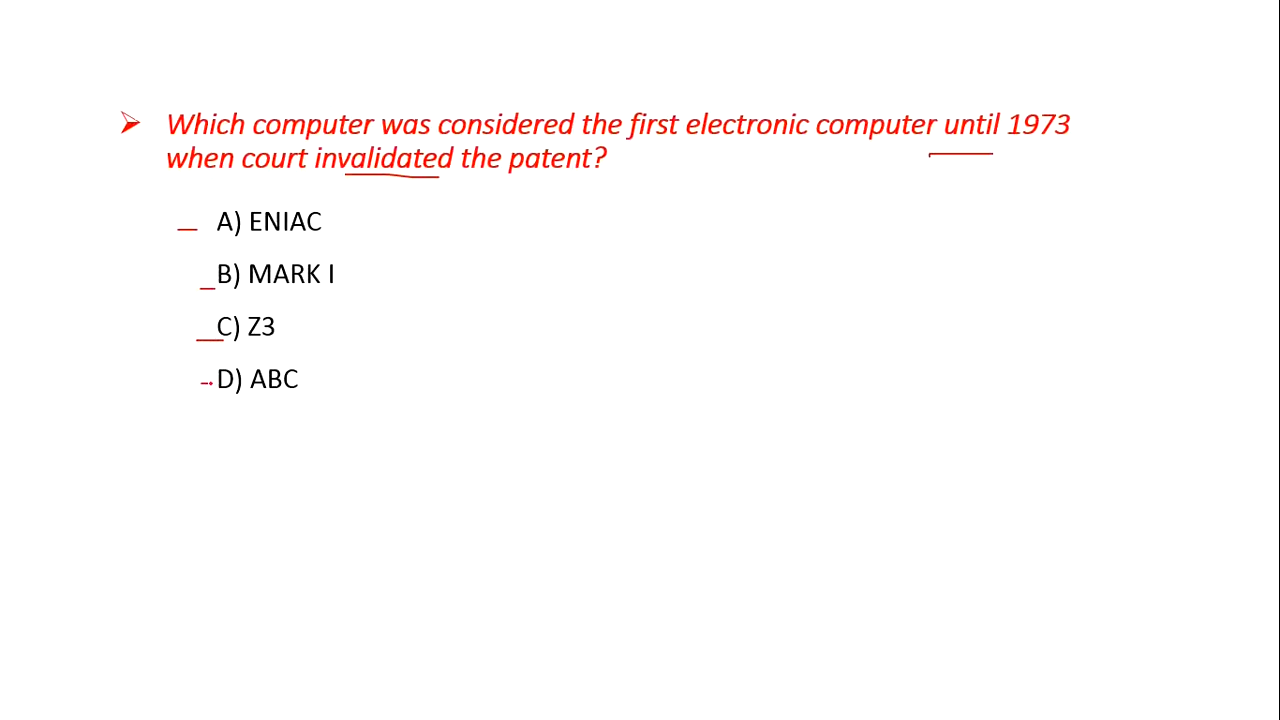 Which computer was considered the first electronic computer until 1973
when court invalidated the patent?
A) ENIAC
B) MARK I
C) Z3
D) ABC